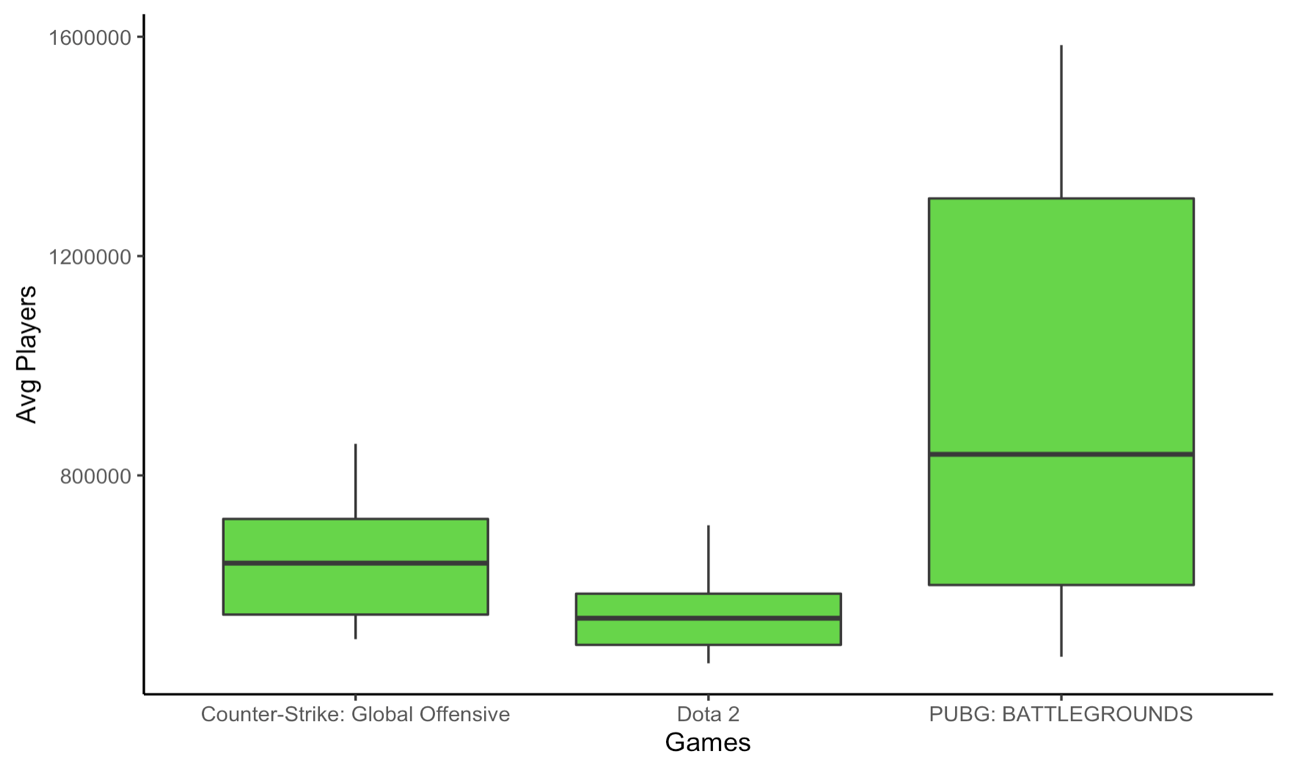 1600000
1200000
800000
Avg Players
Counter-Strike: Global Offensive
Dota 2
PUBG: BATTLEGROUNDS
Games